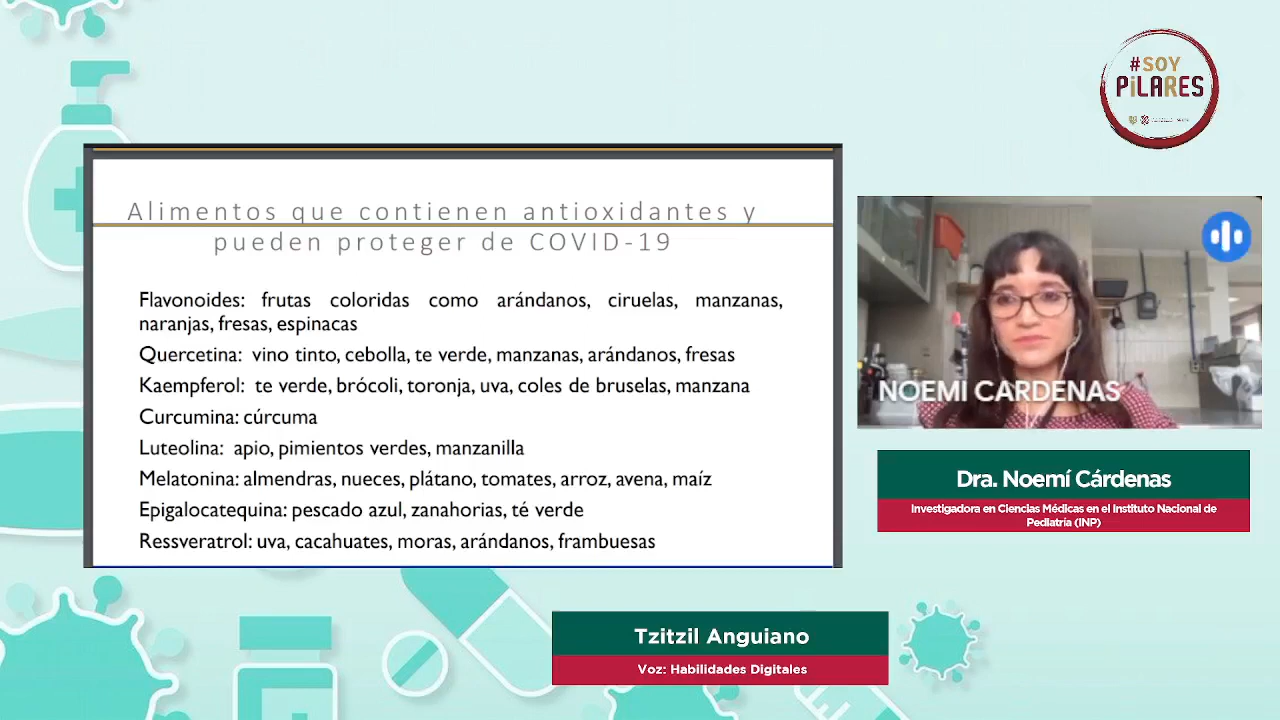 #SOY
PiLARES
Alimentos que contienen antioxidantes y
pueden proteger de COVID-19
Flavonoides: frutas coloridas como arándanos, ciruelas, manzanas,
naranjas, fresas, espinacas
Quercetina: vino tinto, cebolla, te verde, manzanas, arándanos, fresas
Kaempferol: te verde, brócoli, toronja, uva, coles de bruselas, manzana
Curcumina: cúrcuma
Luteolina: apio, pimientos verdes, manzanilla
Melatonina: almendras, nueces, plátano, tomates, arroz, avena, maíz
Epigalocatequina: pescado azul, zanahorias, té verde
Ressveratrol: uva, cacahuates, moras, arándanos, frambuesas
NOEMI CARDENAS
Dra. Noemí Cárdenas
Investigadora en Ciencias Médicas en el Instituto Nacional de
Pediatría (INP)
Tzitzil Anguiano
Voz: Habilidades Digitales